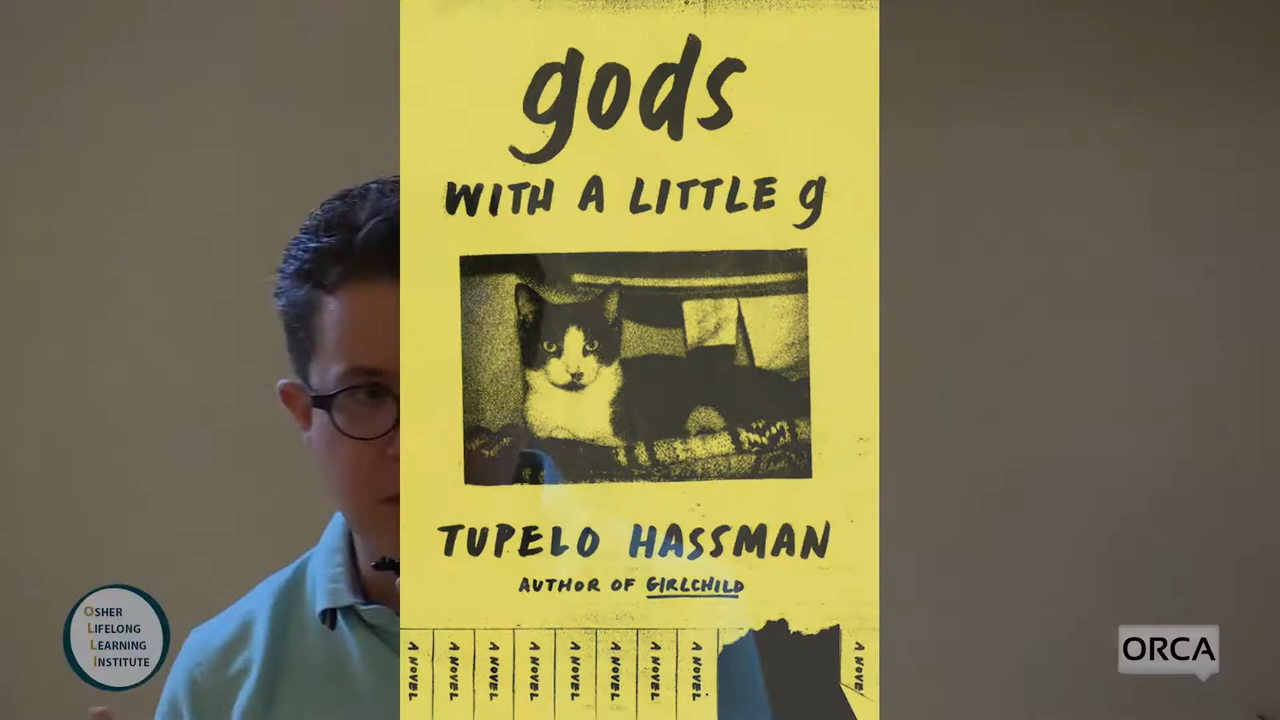 gods
WITH A LITTLE g
TUPELO HASSMAN
AUTHOR OF GIRLCHILD
A NOVEL
A NOVEL
A NOVEL
A NOVEL
A NOVEL
A NOVEL
A NOVEL
A NOVEL
A NOVE
OSHER
LIFELONG
LEARNING
INSTITUTE
ORCA